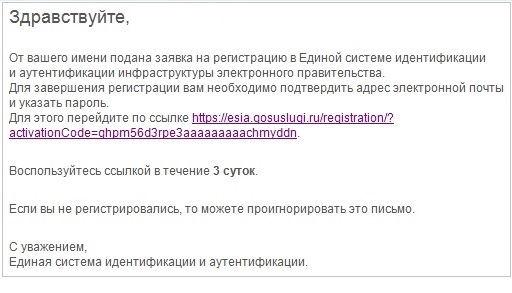 Здравствуйте,
От вашего имени подана заявка на регистрацию в Единой системе идентификации
и аутентификации инфраструктуры электронного правительства.
Для завершения регистрации вам необходимо подтвердить адрес электронной почты
и указать пароль.
Для этого перейдите по ссылке https://esia.gosuslugi.ru/registration/?
activationCode=qhpm56d3rpe3aaaaaaaaachmvddn.
Воспользуйтесь ссылкой в течение 3 суток.
Если вы не регистрировались, то можете проигнорировать это письмо.
С уважением,
Единая система идентификации и аутентификации.